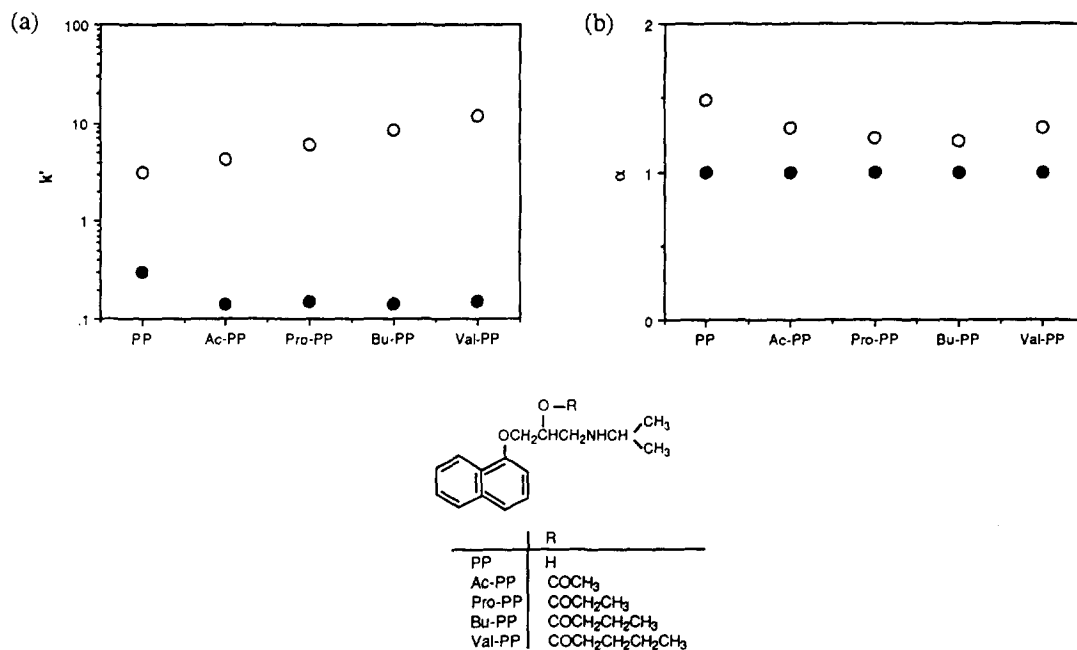 (a)
100
10
1
.1
k'
PP Ac-PP Pro-PP Bu-PP Val-PP
(b)
2
1
0
α
PP Ac-PP Pro-PP Bu-PP Val-PP
O—R
OCH₂CHCH₂NHCH
CH₃
CH₃
R
PP H
Ac-PP COCH₃
Pro-PP COCH₂CH₃
Bu-PP COCH₂CH₂CH₃
Val-PP COCH₂CH₂CH₂CH₃